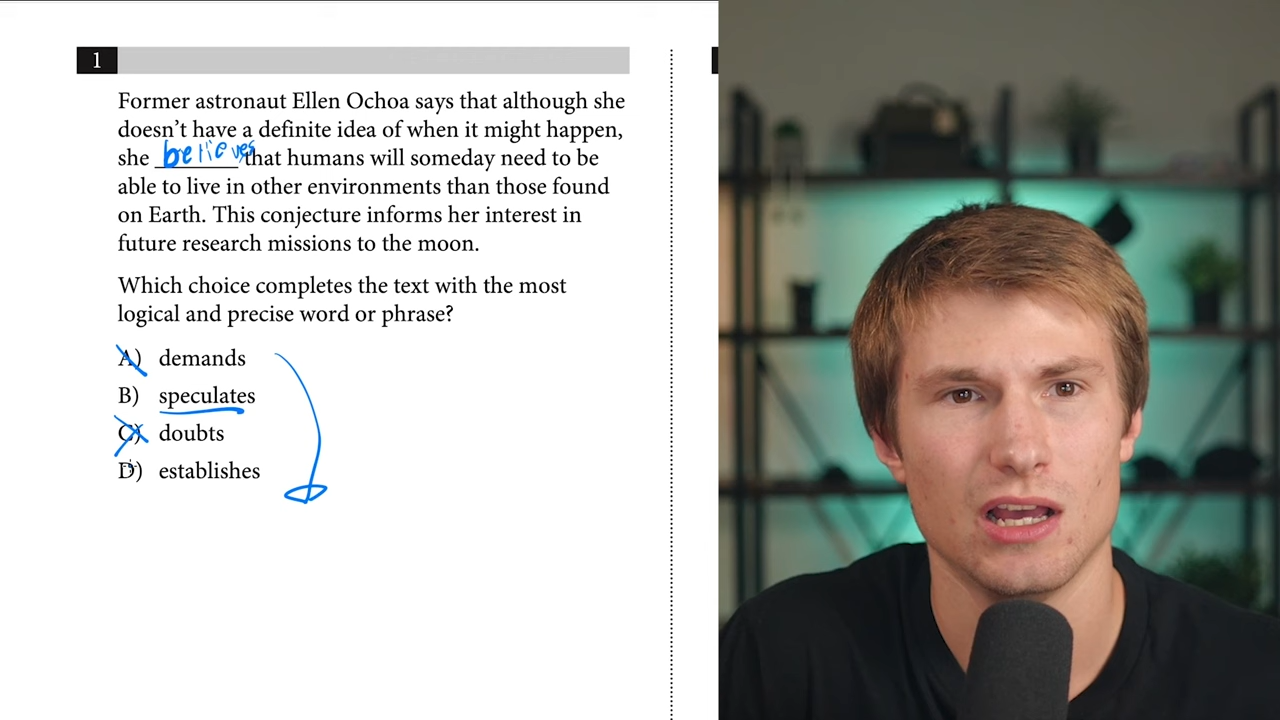 1
Former astronaut Ellen Ochoa says that although she
doesn't have a definite idea of when it might happen,
she believes that humans will someday need to be
able to live in other environments than those found
on Earth. This conjecture informs her interest in
future research missions to the moon.
Which choice completes the text with the most
logical and precise word or phrase?
A) demands
B) speculates
C) doubts
D) establishes